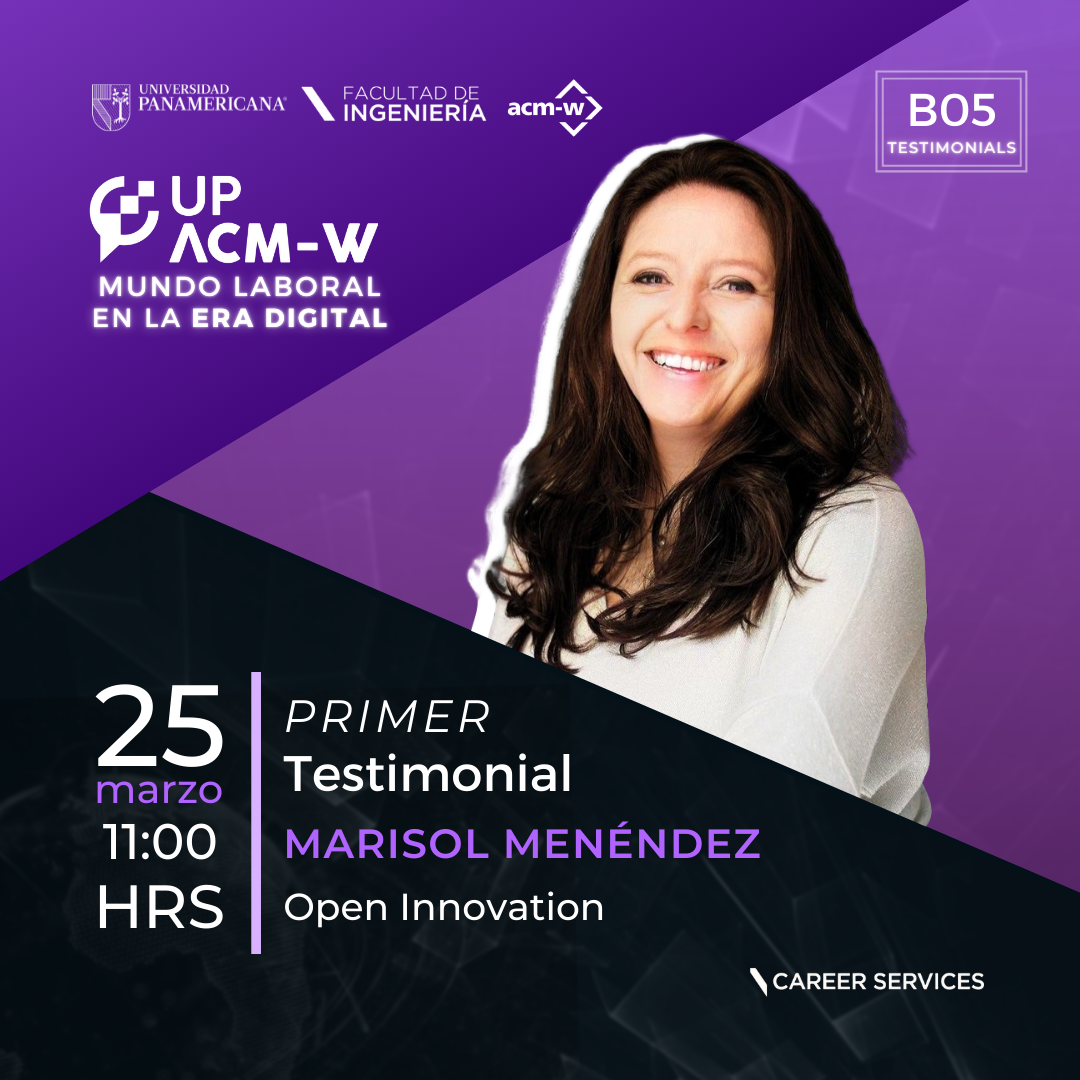 UNIVERSIDAD
PANAMERICANA®
FACULTAD DE
INGENIERÍA
acm-w
B05
TESTIMONIALS
UP
ACM-W
MUNDO LABORAL
EN LA ERA DIGITAL
25
marzo
11:00
HRS
PRIMER
Testimonial
MARISOL MENÉNDEZ
Open Innovation
CAREER SERVICES